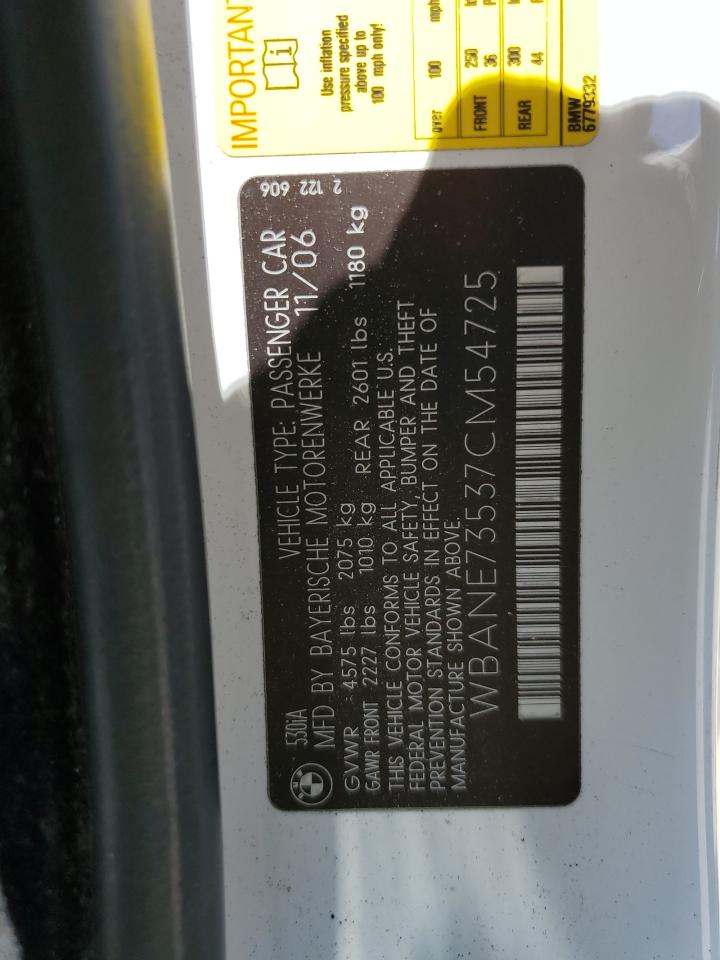 IMPORTANT
Use inflation
pressure specified
above up to
100 mph only!
over 100 mph
FRONT 250
36
REAR 300
44
BMW
6779332
2 122 606
530iA VEHICLE TYPE, PASSENGER CAR
MFD BY BAYERISCHE MOTORENWERKE 11/06
GVWR 4575 lbs 2075 kg
GAWR FRONT 2227 lbs 1010 kg REAR 2601 lbs 1180 kg
THIS VEHICLE CONFORMS TO ALL APPLICABLE U.S.
FEDERAL MOTOR VEHICLE SAFETY, BUMPER AND THEFT
PREVENTION STANDARDS IN EFFECT ON THE DATE OF
MANUFACTURE SHOWN ABOVE.
WBANE73537CM54725